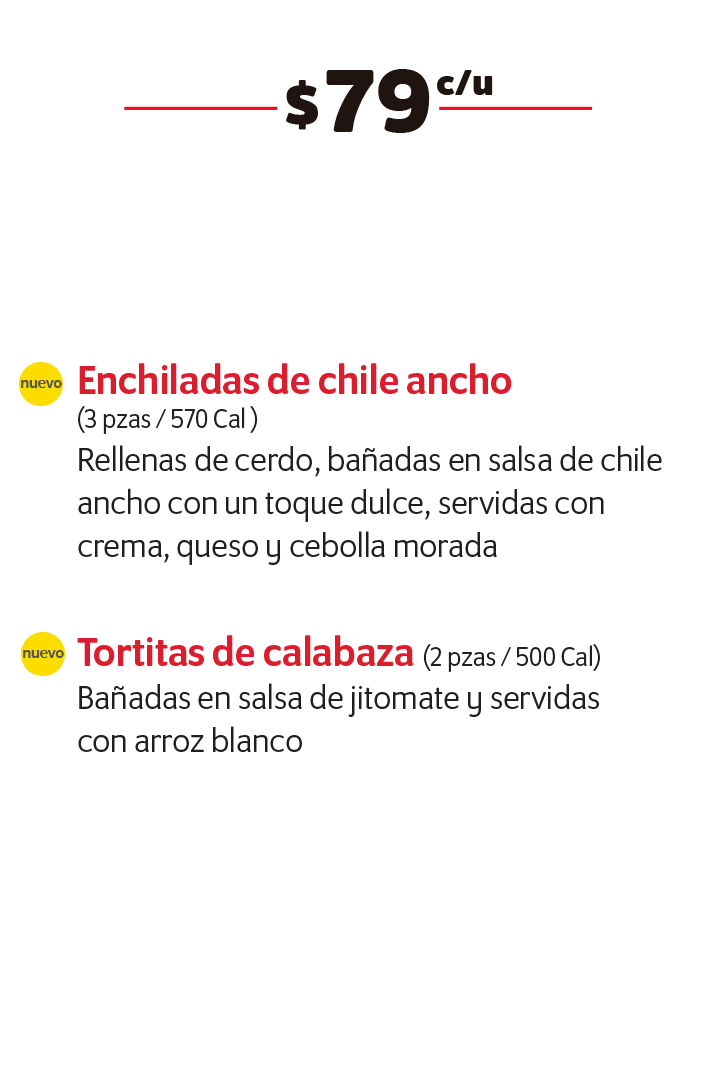 $79 c/u
nuevo Enchiladas de chile ancho
(3 pzas / 570 Cal )
Rellenas de cerdo, bañadas en salsa de chile
ancho con un toque dulce, servidas con
crema, queso y cebolla morada
nuevo Tortitas de calabaza (2 pzas / 500 Cal)
Bañadas en salsa de jitomate y servidas
con arroz blanco